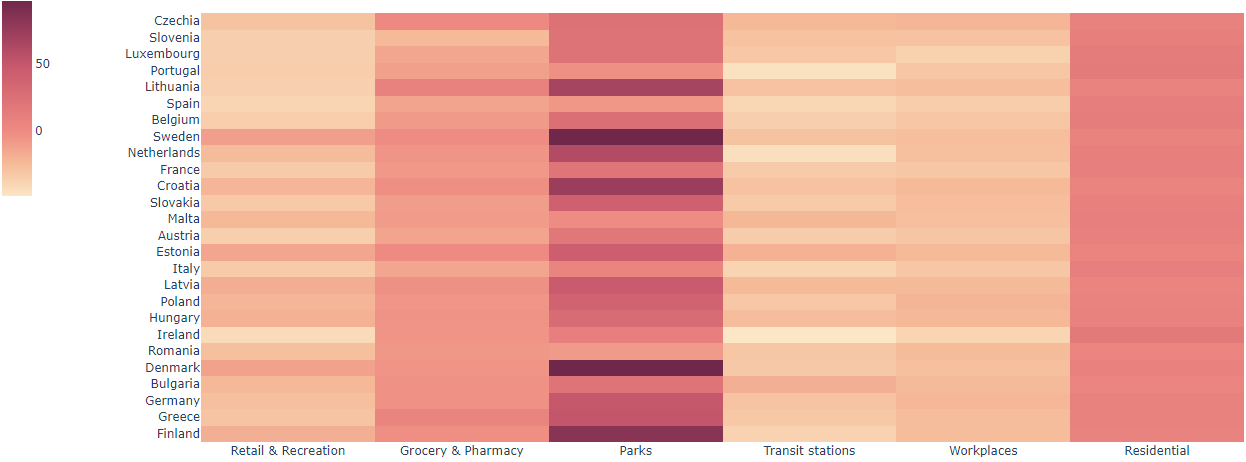 50
0
Czechia
Slovenia
Luxembourg
Portugal
Lithuania
Spain
Belgium
Sweden
Netherlands
France
Croatia
Slovakia
Malta
Austria
Estonia
Italy
Latvia
Poland
Hungary
Ireland
Romania
Denmark
Bulgaria
Germany
Greece
Finland
Retail & Recreation Grocery & Pharmacy Parks Transit stations Workplaces Residential